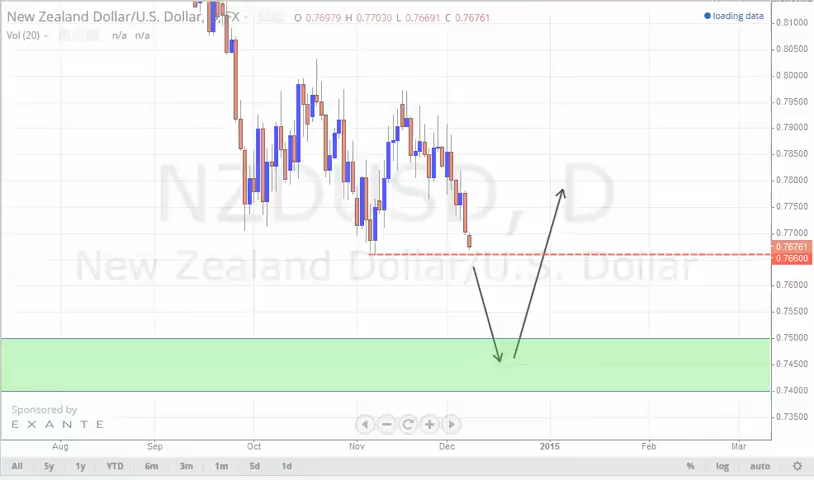 New Zealand Dollar/U.S. Dollar, FX O 0.76979 H 0.77030 L 0.76691 C 0.76761
loading data
Vol (20) n/a n/a
NZDUSD, D
New Zealand Dollar/U.S. Dollar
0.81000
0.80500
0.80000
0.79500
0.79000
0.78500
0.78000
0.77500
0.77000
0.76761
0.76600
0.76000
0.75500
0.75000
0.74500
0.74000
0.73500
Sponsored by
EXANTE
Aug Sep Oct Nov Dec 2015 Feb Mar
All 5y 1y YTD 6m 3m 1m 5d 1d % log auto